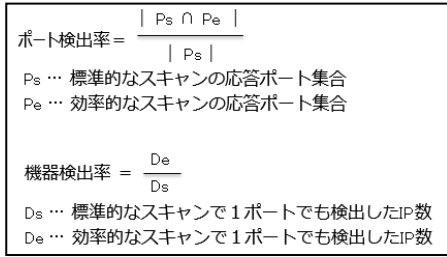 | Ps ∩ Pe |
ポート検出率＝
| Ps |
Ps … 標準的なスキャンの応答ポート集合
Pe … 効率的なスキャンの応答ポート集合
De
機器検出率 ＝
Ds
Ds … 標準的なスキャンで１ポートでも検出したIP数
De … 効率的なスキャンで１ポートでも検出したIP数